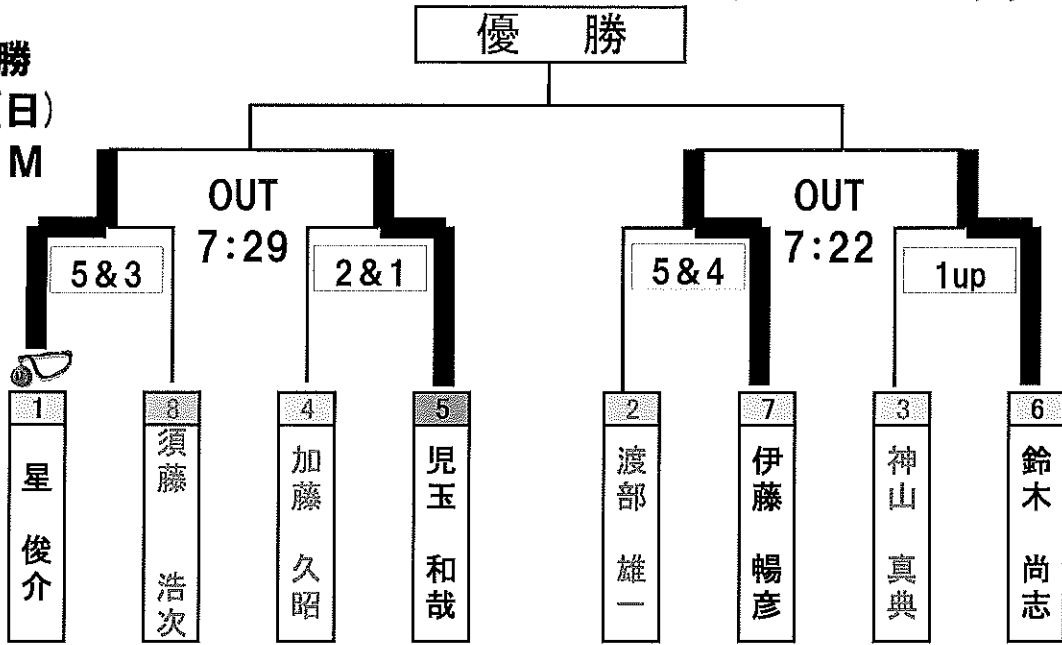 優 勝
勝
(日)
M
OUT
7:29
OUT
7:22
5&3
2&1
5&4
1up
1
8
4
5
2
7
3
6
星 俊介
須藤 浩次
加藤 久昭
児玉 和哉
渡部 雄一
伊藤 暢彦
神山 真典
鈴木 尚志